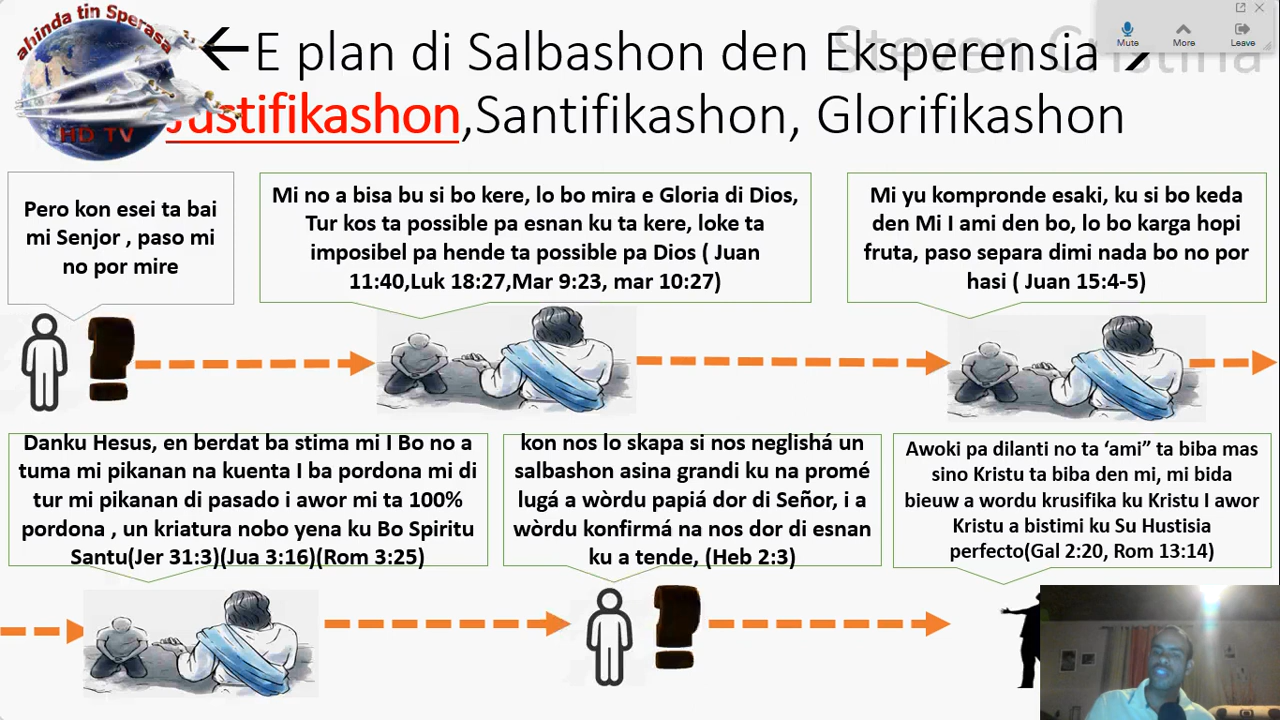 ahinda tin Sperasa
HD TV
←E plan di Salbashon den Eksperensia
Justifikashon,Santifikashon, Glorifikashon
Steven Cristina
Mute
More
Leave
Pero kon esei ta bai
mi Senjor , paso mi
no por mire
Mi no a bisa bu si bo kere, lo bo mira e Gloria di Dios,
Tur kos ta possible pa esnan ku ta kere, loke ta
imposibel pa hende ta possible pa Dios ( Juan
11:40,Luk 18:27,Mar 9:23, mar 10:27)
Mi yu kompronde esaki, ku si bo keda
den Mi I ami den bo, lo bo karga hopi
fruta, paso separa dimi nada bo no por
hasi ( Juan 15:4-5)
Danku Hesus, en berdat ba stima mi I Bo no a
tuma mi pikanan na kuenta I ba pordona mi di
tur mi pikanan di pasado i awor mi ta 100%
pordona , un kriatura nobo yena ku Bo Spiritu
Santu(Jer 31:3)(Jua 3:16)(Rom 3:25)
kon nos lo skapa si nos neglishá un
salbashon asina grandi ku na promé
lugá a wòrdu papiá dor di Señor, i a
wòrdu konfirmá na nos dor di esnan
ku a tende, (Heb 2:3)
Awoki pa dilanti no ta ‘ami” ta biba mas
sino Kristu ta biba den mi, mi bida
bieuw a wordu krusifika ku Kristu I awor
Kristu a bistimi ku Su Hustisia
perfecto(Gal 2:20, Rom 13:14)